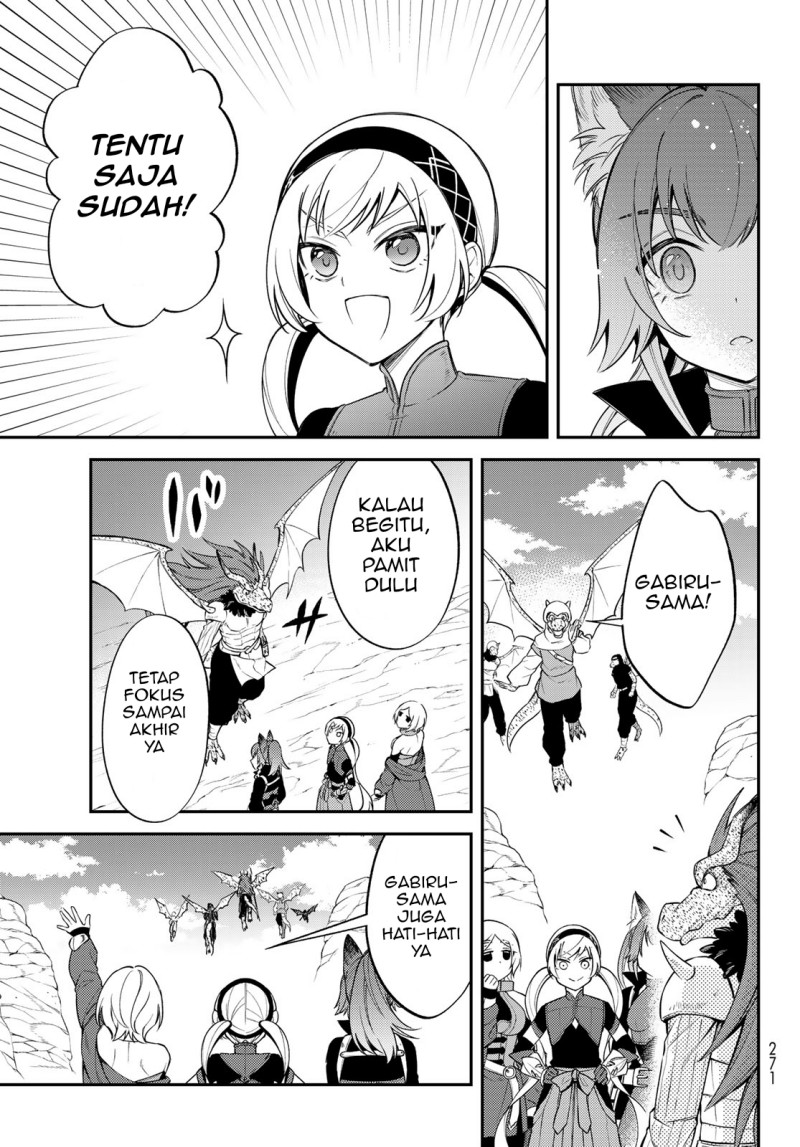 TENTU
SAJA
SUDAH!
GABIRU-
SAMA!
KALAU
BEGITU,
AKU
PAMIT
DULU
TETAP
FOKUS
SAMPAI
AKHIR
YA
GABIRU-
SAMA
JUGA
HATI-HATI
YA
271